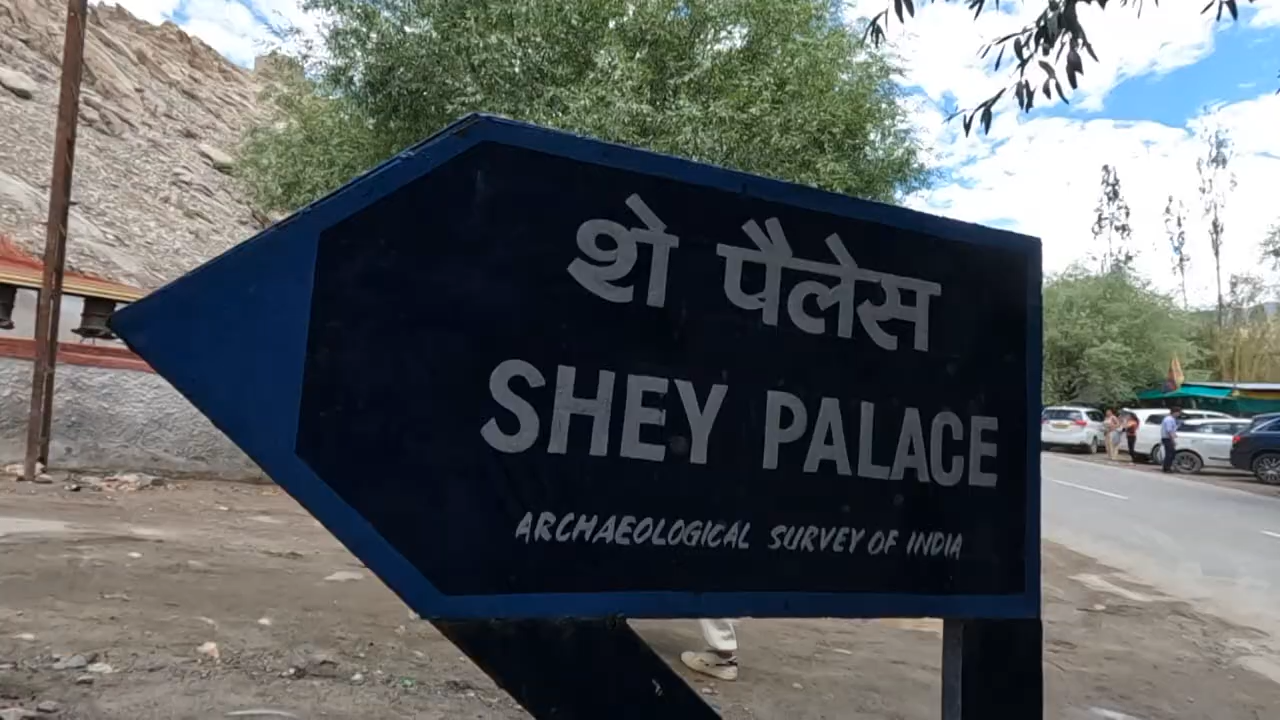 शे पैलेस
SHEY PALACE
ARCHAEOLOGICAL SURVEY OF INDIA